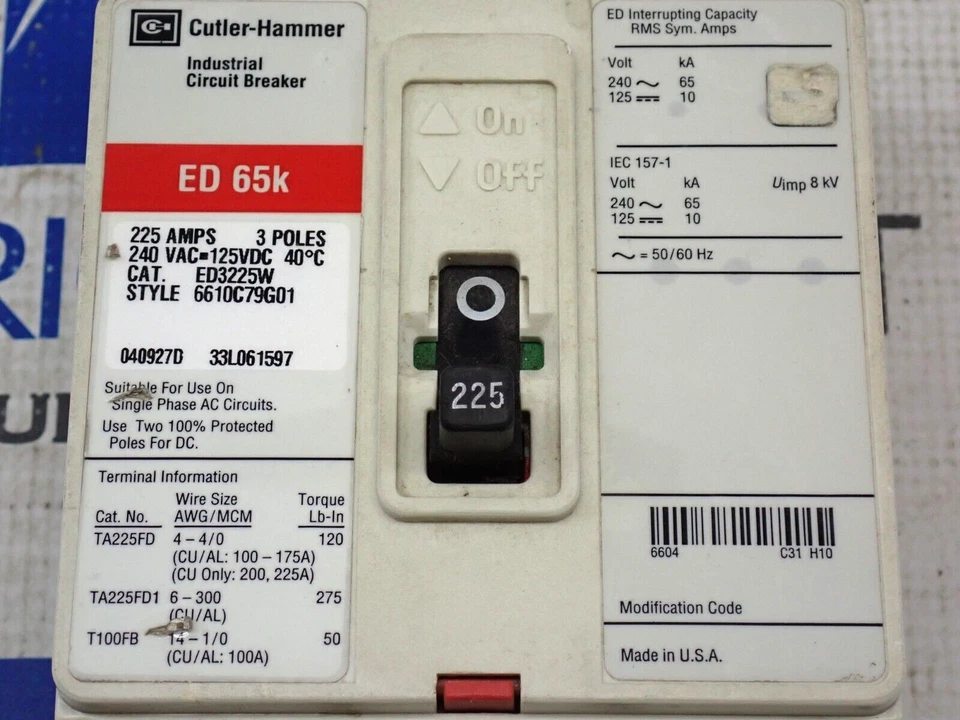 Cutler-Hammer
Industrial
Circuit Breaker
ED 65k
225 AMPS 3 POLES
240 VAC=125VDC 40°C
CAT. ED3225W
STYLE 6610C79G01
040927D 33L061597
Suitable For Use On
Single Phase AC Circuits.
Use Two 100% Protected
Poles For DC.
Terminal Information
Wire Size Torque
Cat. No. AWG/MCM Lb-In
TA225FD 4 – 4/0 120
(CU/AL: 100 – 175A)
(CU Only: 200, 225A)
TA225FD1 6 – 300 275
(CU/AL)
T100FB 14 – 1/0 50
(CU/AL: 100A)
On
Off
225
ED Interrupting Capacity
RMS Sym. Amps
Volt kA
240 ~ 65
125 ⎓ 10
IEC 157-1
Volt kA Uimp 8 kV
240 ~ 65
125 ⎓ 10
~ = 50/60 Hz
6604 C31 H10
Modification Code
Made in U.S.A.